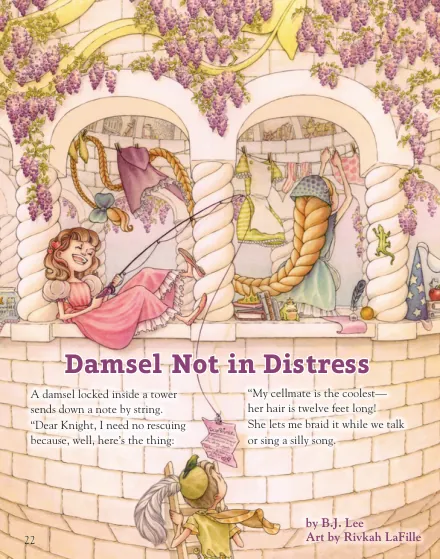 Damsel Not in Distress
A damsel locked inside a tower
sends down a note by string.
“Dear Knight, I need no rescuing
because, well, here’s the thing:
“My cellmate is the coolest—
her hair is twelve feet long!
She lets me braid it while we talk
or sing a silly song.
by B.J. Lee
Art by Rivkah LaFille
22